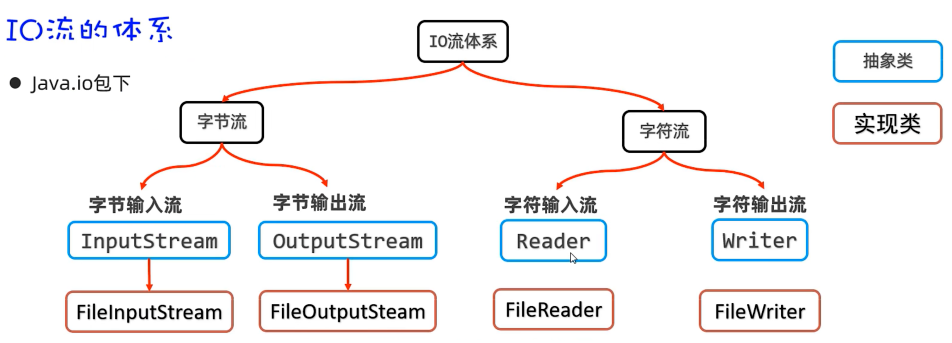 IO流的体系
IO流体系
抽象类
● Java.io包下
字节流
字符流
实现类
字节输入流
字节输出流
字符输入流
字符输出流
InputStream
OutputStream
Reader
Writer
FileInputStream
FileOutputSteam
FileReader
FileWriter